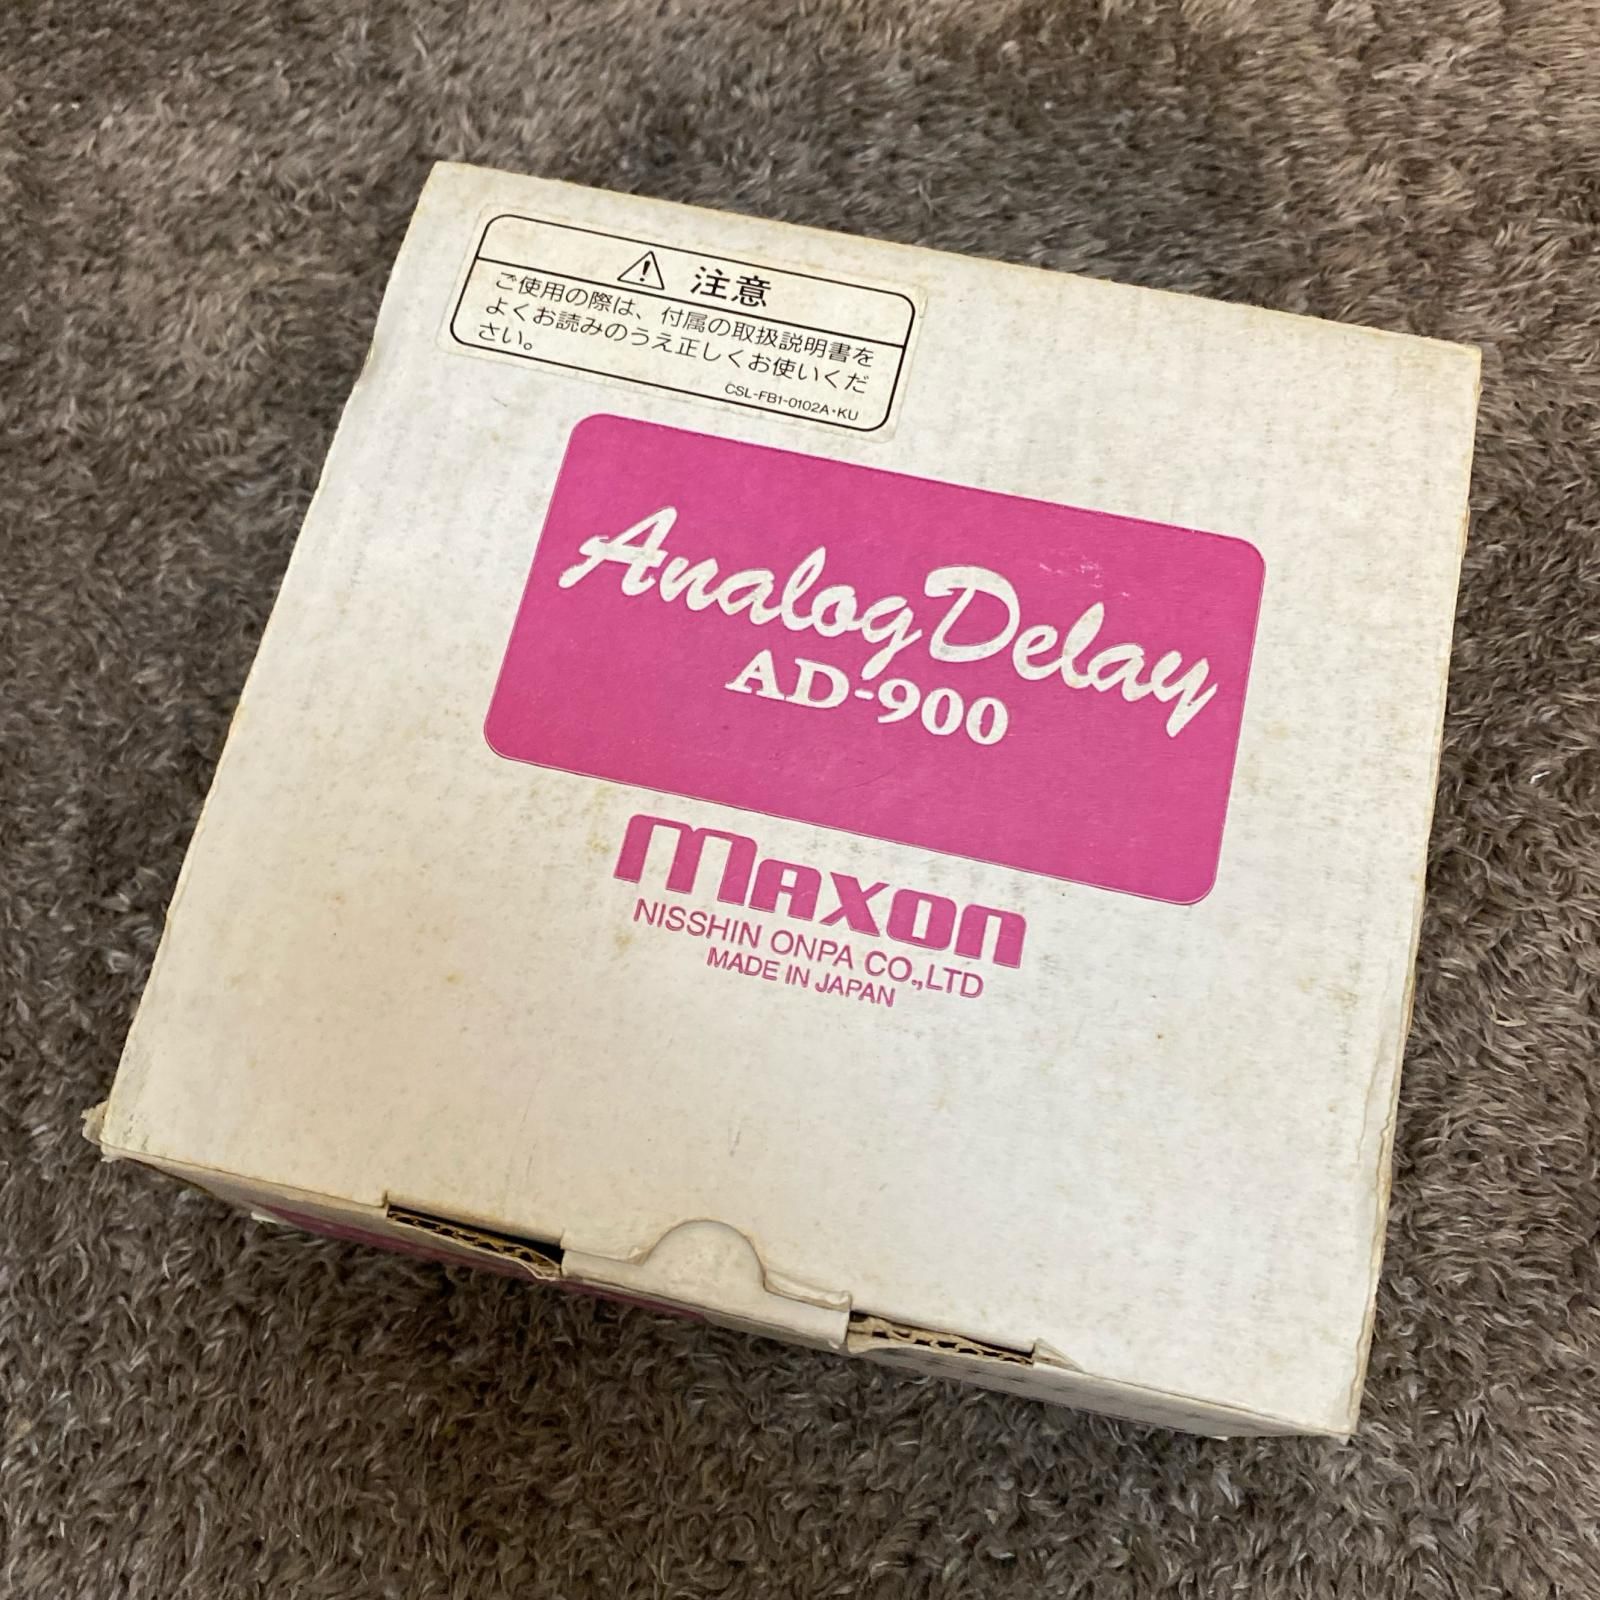 注意
ご使用の際は、付属の取扱説明書を
よくお読みのうえ正しくお使いくだ
さい。
CSL-FB1-0102A・KU
Analog Delay
AD-900
maxon
NISSHIN ONPA CO.,LTD
MADE IN JAPAN